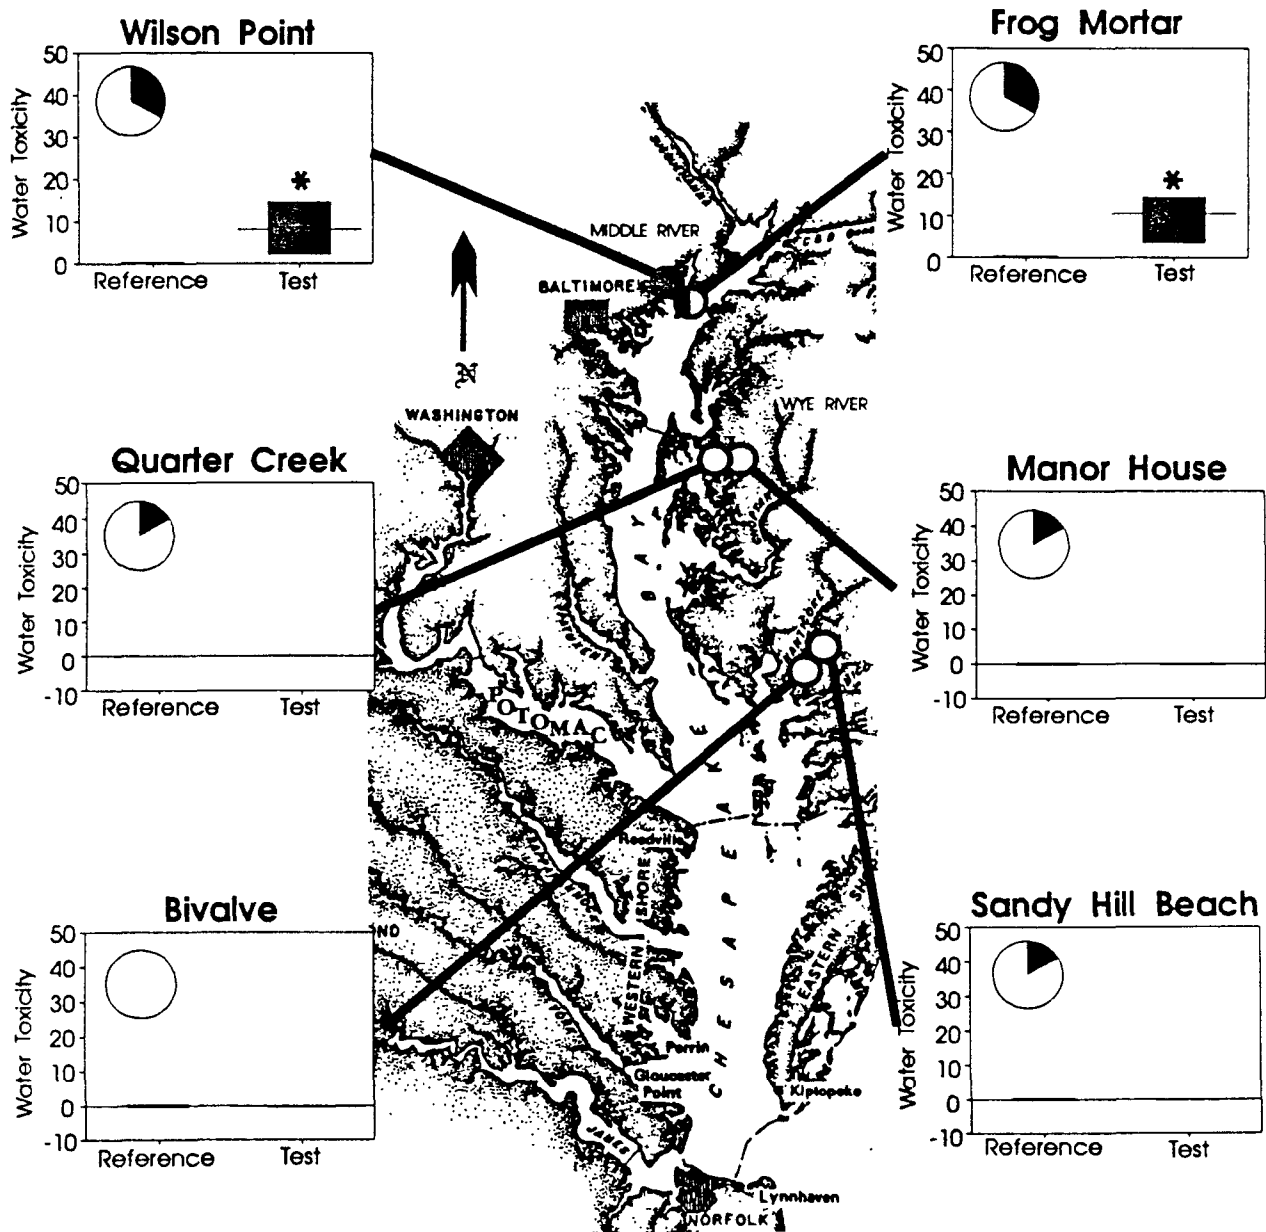 Wilson Point
Frog Mortar
Water Toxicity
50
40
30
20
10
0
*
Reference
Test
Water Toxicity
50
40
30
20
10
0
*
Reference
Test
MIDDLE RIVER
BALTIMORE
N
WASHINGTON
WYE RIVER
Quarter Creek
Manor House
Water Toxicity
50
40
30
20
10
0
-10
Reference
Test
Water Toxicity
50
40
30
20
10
0
-10
Reference
Test
POTOMAC
CHESAPEAKE BAY
Reedville
WESTERN SHORE
EASTERN
YORK
Perrin
Gloucester
Point
Kiptopeke
JAMES
Lynnhaven
NORFOLK
Bivalve
Sandy Hill Beach
Water Toxicity
50
40
30
20
10
0
-10
Reference
Test
Water Toxicity
50
40
30
20
10
0
-10
Reference
Test